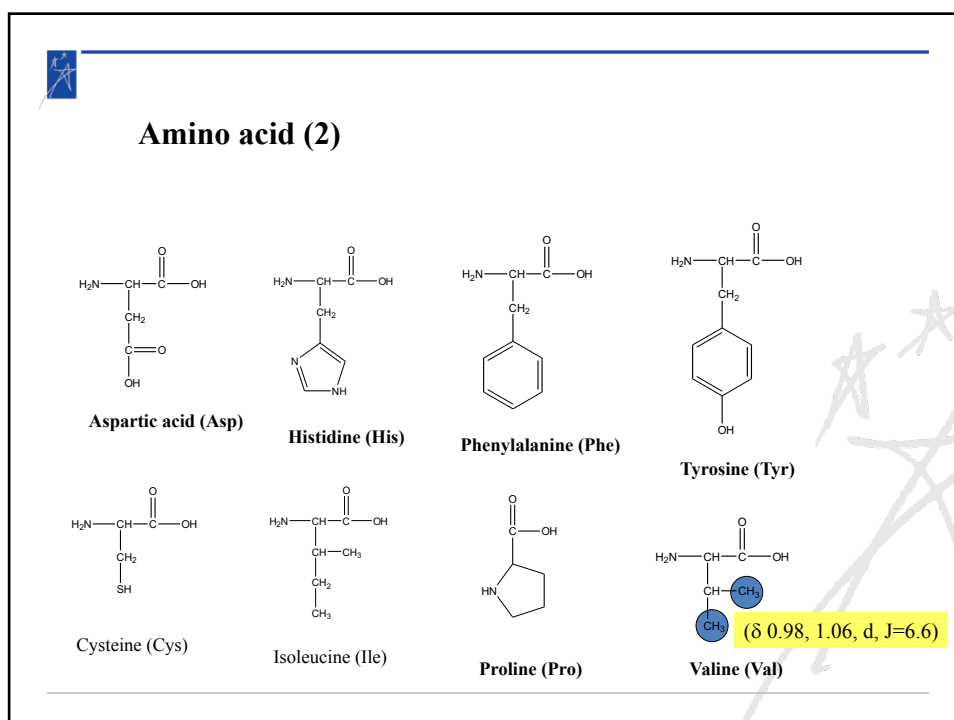 Amino acid (2)
O
H₂N CH C OH
CH₂
C O
OH
Aspartic acid (Asp)
O
H₂N CH C OH
CH₂
N
NH
Histidine (His)
O
H₂N CH C OH
CH₂
Phenylalanine (Phe)
O
H₂N CH C OH
CH₂
OH
Tyrosine (Tyr)
O
H₂N CH C OH
CH₂
SH
Cysteine (Cys)
O
H₂N CH C OH
CH CH₃
CH₂
CH₃
Isoleucine (Ile)
O
C OH
HN
Proline (Pro)
O
H₂N CH C OH
CH CH₃
CH₃
(δ 0.98, 1.06, d, J=6.6)
Valine (Val)